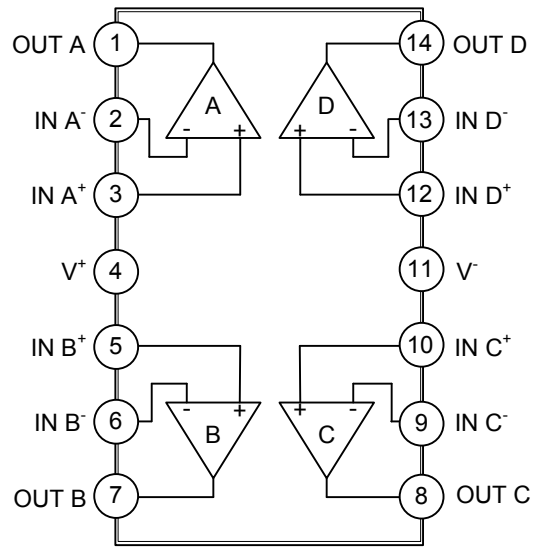 OUT A 1 14 OUT D
A D
IN A⁻ 2 - + + - 13 IN D⁻
IN A⁺ 3 12 IN D⁺
V⁺ 4 11 V⁻
IN B⁺ 5 10 IN C⁺
- + + -
IN B⁻ 6 B C 9 IN C⁻
OUT B 7 8 OUT C